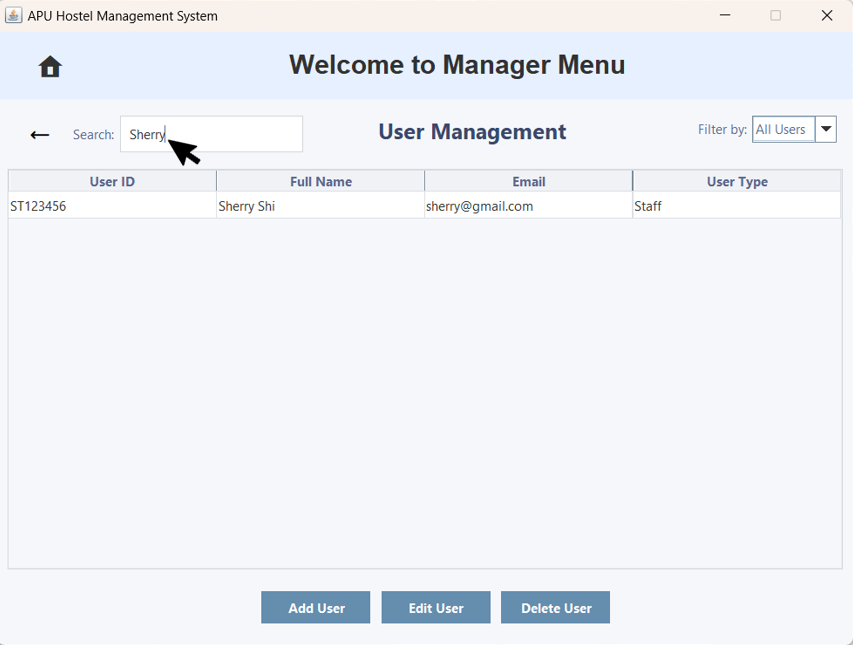 APU Hostel Management System
Welcome to Manager Menu
Search: Sherry
User Management
Filter by: All Users
User ID Full Name Email User Type
ST123456 Sherry Shi sherry@gmail.com Staff
Add User Edit User Delete User